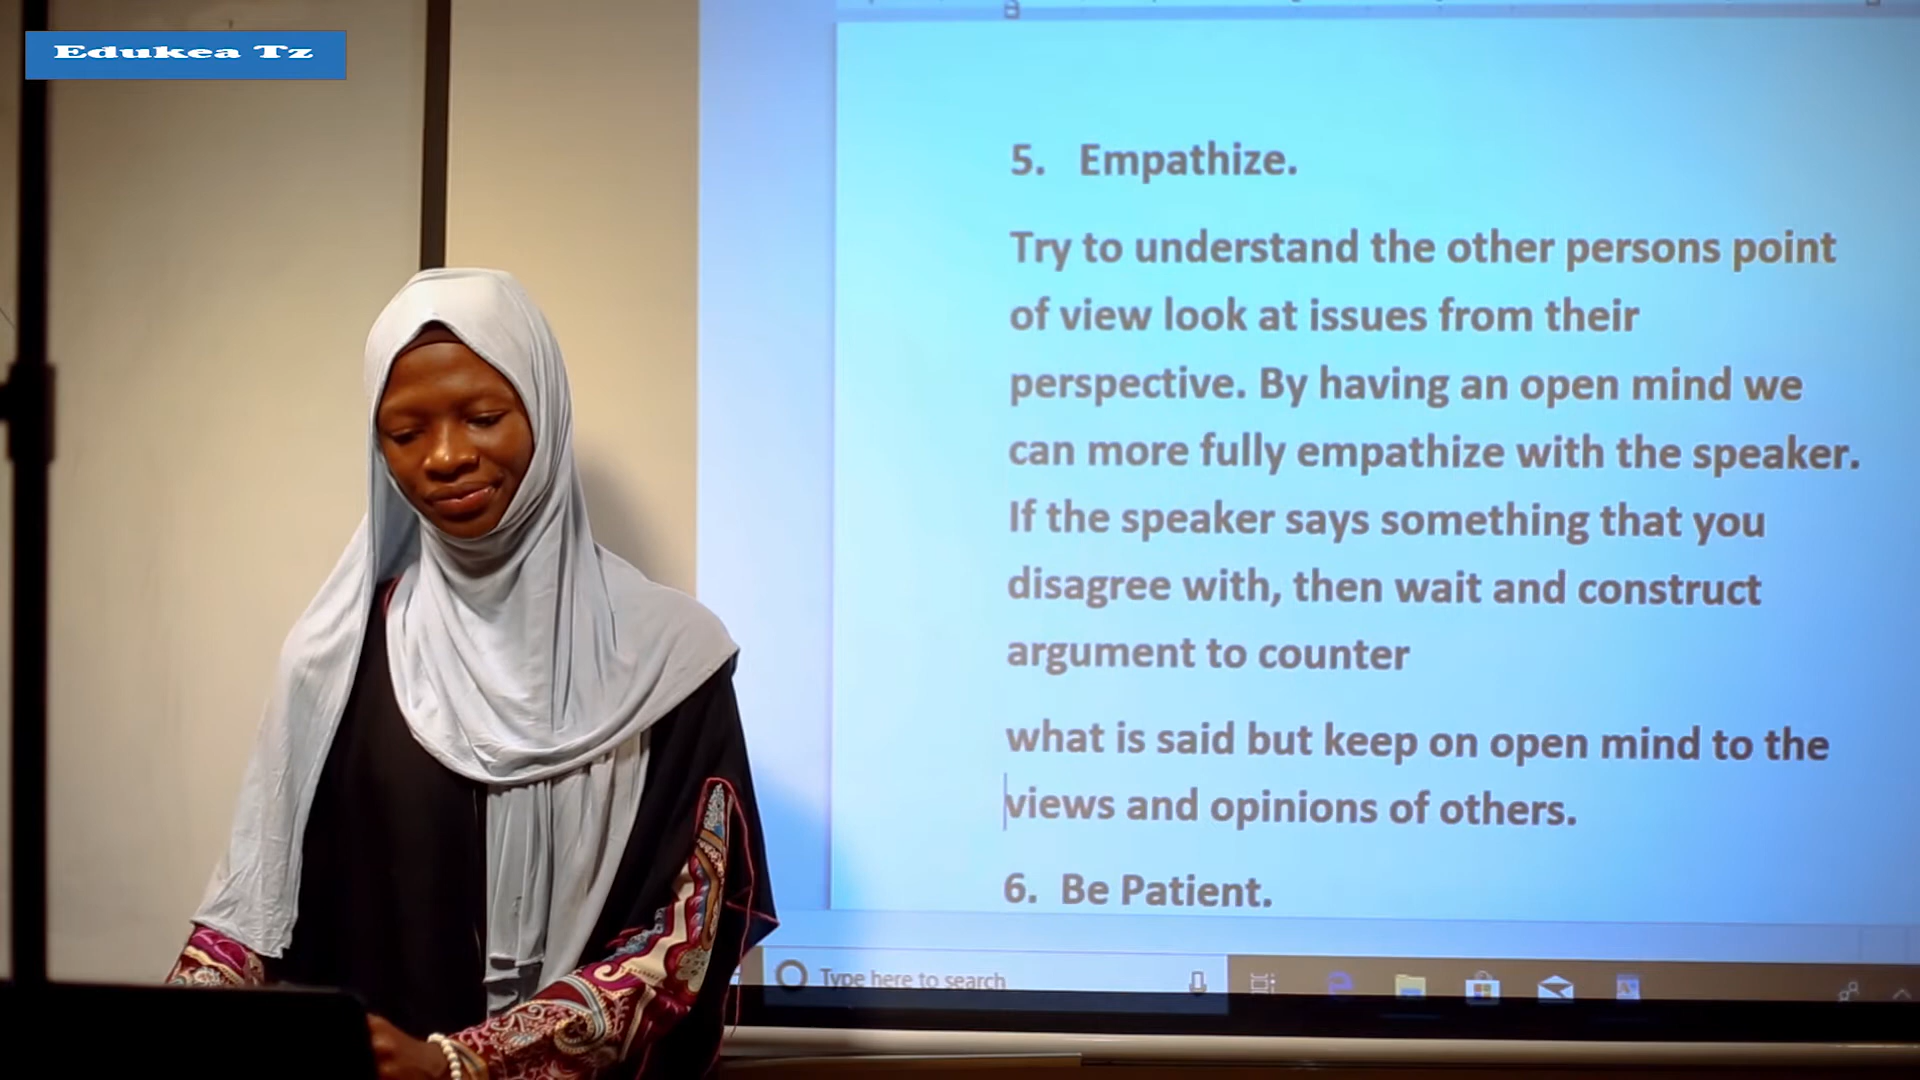 Edukea Tz
5. Empathize.
Try to understand the other persons point
of view look at issues from their
perspective. By having an open mind we
can more fully empathize with the speaker.
If the speaker says something that you
disagree with, then wait and construct
argument to counter
what is said but keep on open mind to the
views and opinions of others.
6. Be Patient.
Type here to search